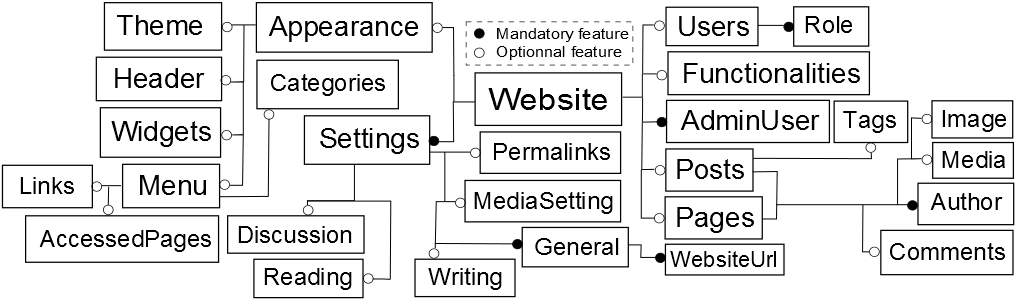 Theme
Appearance
Mandatory feature
Optionnal feature
Users
Role
Header
Categories
Functionalities
Website
Widgets
Settings
AdminUser
Tags
Image
Permalinks
Posts
Media
Links
Menu
MediaSetting
Pages
Author
AccessedPages
Discussion
General
WebsiteUrl
Comments
Reading
Writing